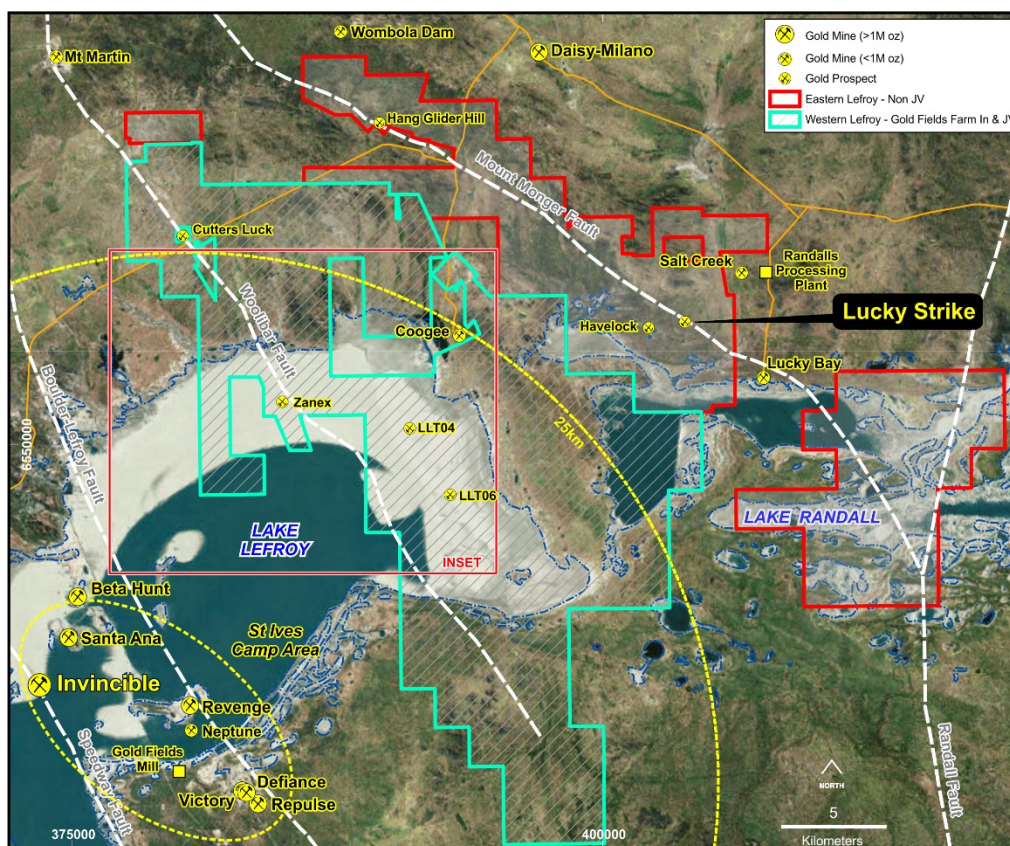 Wombola Dam
Mt Martin
Daisy-Milano
Gold Mine (>1M oz)
Gold Mine (<1M oz)
Gold Prospect
Eastern Lefroy - Non JV
Western Lefroy - Gold Fields Farm In & JV
Hang Glider Hill
Mount Monger Fault
Cutters Luck
Salt Creek
Randalls
Processing
Plant
Woolibar Fault
Lucky Strike
Havelock
Coogee
Lucky Bay
Boulder-Lefroy Fault
Zanex
25km
LLT04
6550000
LLT06
LAKE
LEFROY
LAKE RANDALL
INSET
Beta Hunt
Santa Ana
St Ives
Camp Area
Invincible
Revenge
Neptune
Gold Fields
Mill
Speedway Fault
Defiance
Victory
Repulse
Randall Fault
NORTH
5
Kilometers
375000
400000